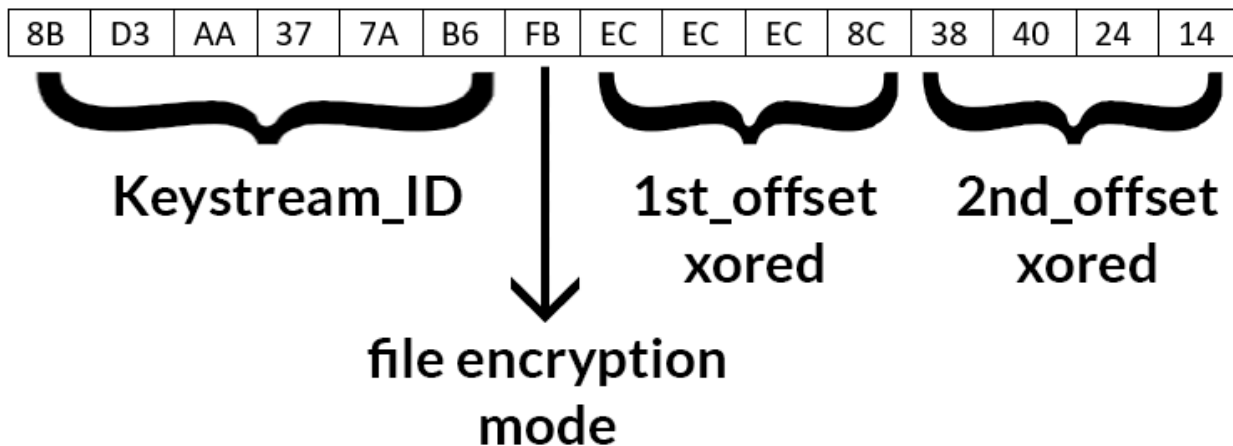 8B D3 AA 37 7A B6 FB EC EC EC 8C 38 40 24 14
Keystream_ID
1st_offset
xored
2nd_offset
xored
file encryption
mode